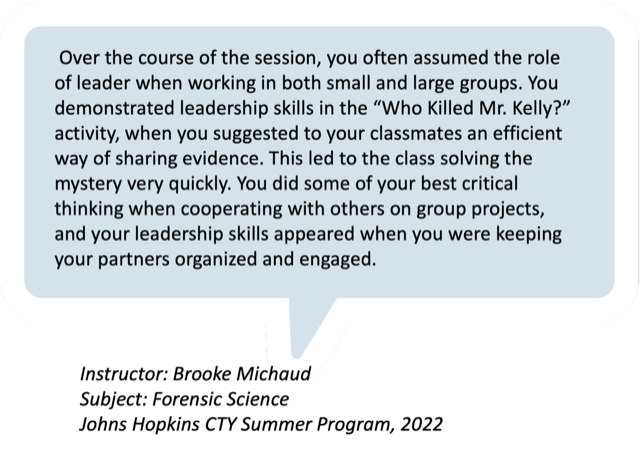 Over the course of the session, you often assumed the role
of leader when working in both small and large groups. You
demonstrated leadership skills in the “Who Killed Mr. Kelly?”
activity, when you suggested to your classmates an efficient
way of sharing evidence. This led to the class solving the
mystery very quickly. You did some of your best critical
thinking when cooperating with others on group projects,
and your leadership skills appeared when you were keeping
your partners organized and engaged.
Instructor: Brooke Michaud
Subject: Forensic Science
Johns Hopkins CTY Summer Program, 2022